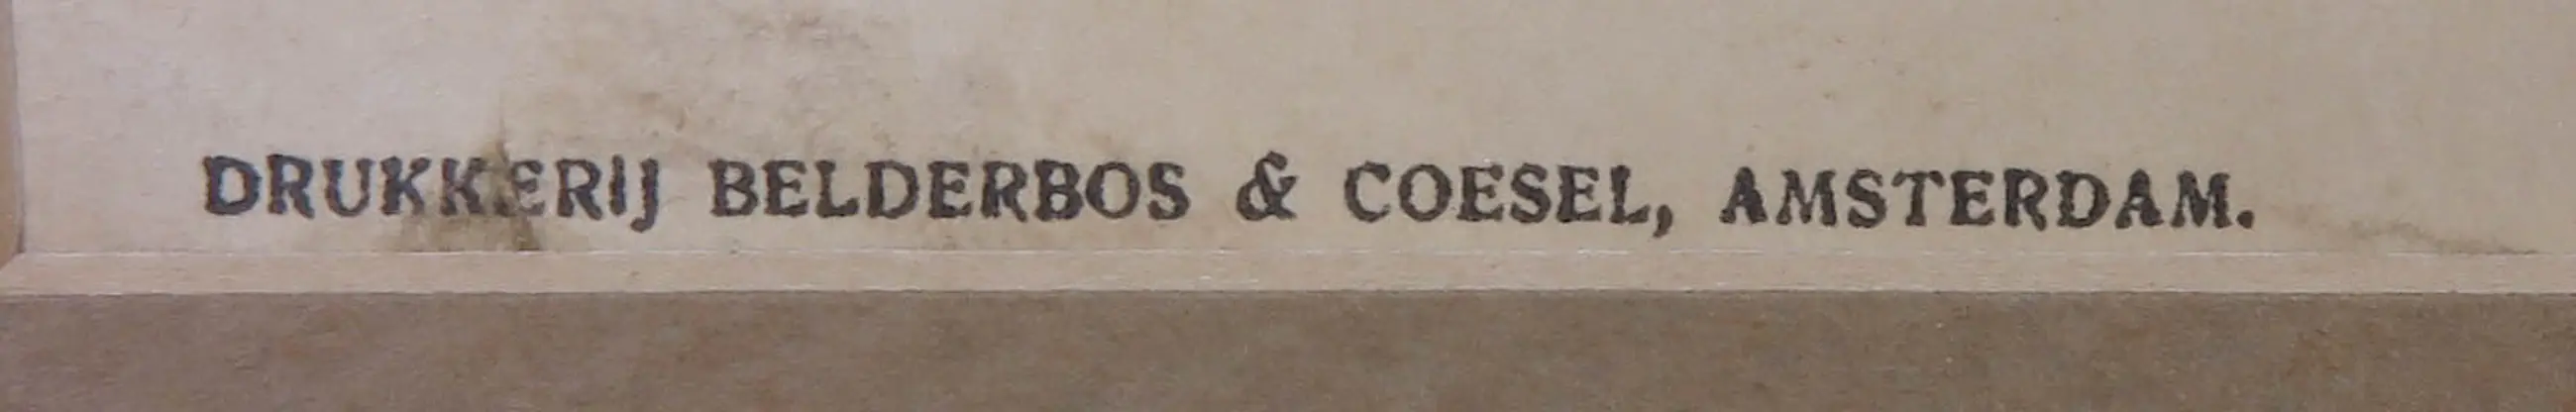 DRUKKERIJ BELDERBOS & COESEL, AMSTERDAM.